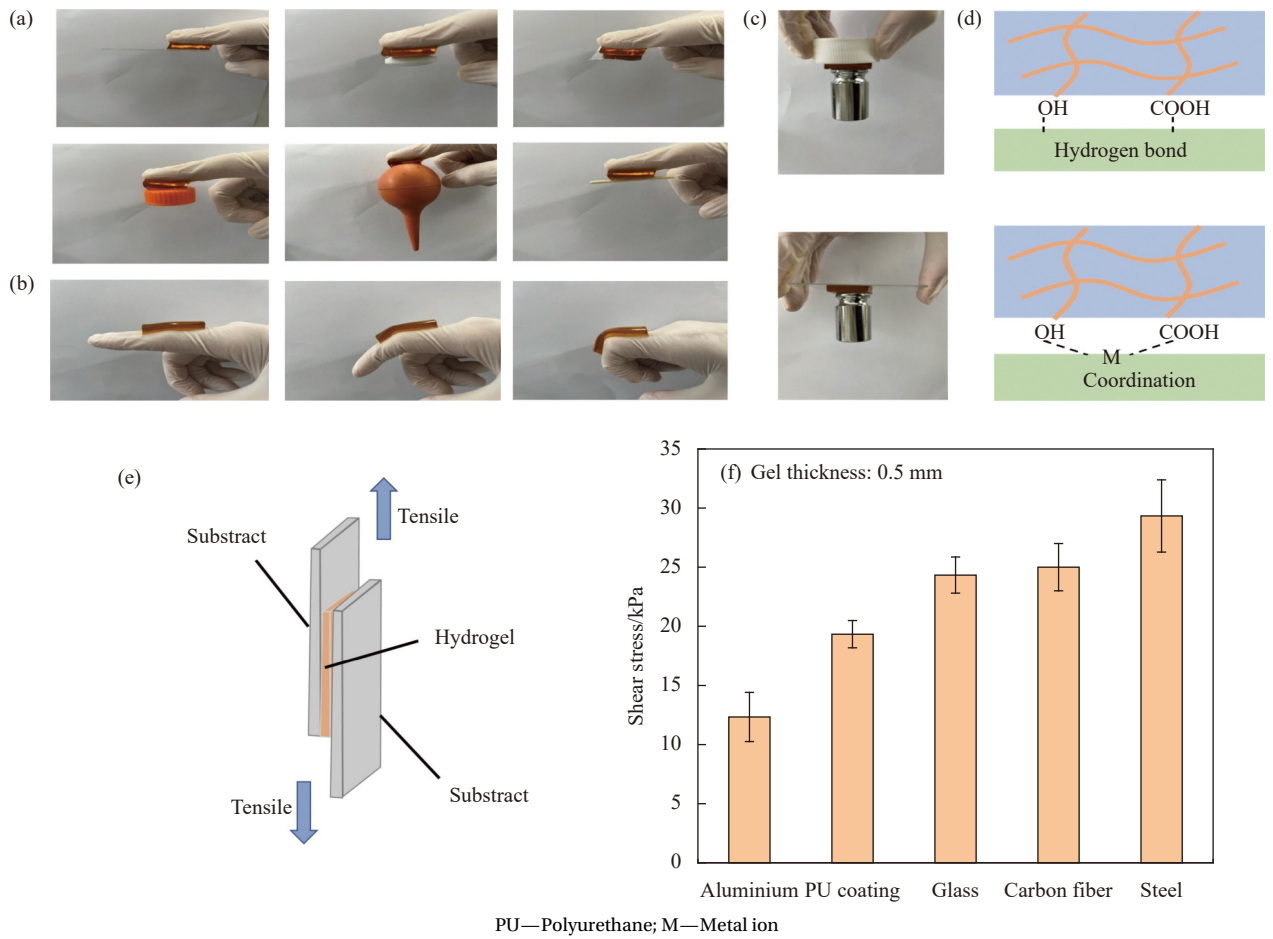 (a)
(b)
(c)
(d)
OH
COOH
Hydrogen bond
OH
COOH
M
Coordination
(e)
Tensile
Substract
Hydrogel
Substract
Tensile
(f) Gel thickness: 0.5 mm
Shear stress/kPa
35
30
25
20
15
10
5
0
Aluminium PU coating Glass Carbon fiber Steel
PU—Polyurethane; M—Metal ion